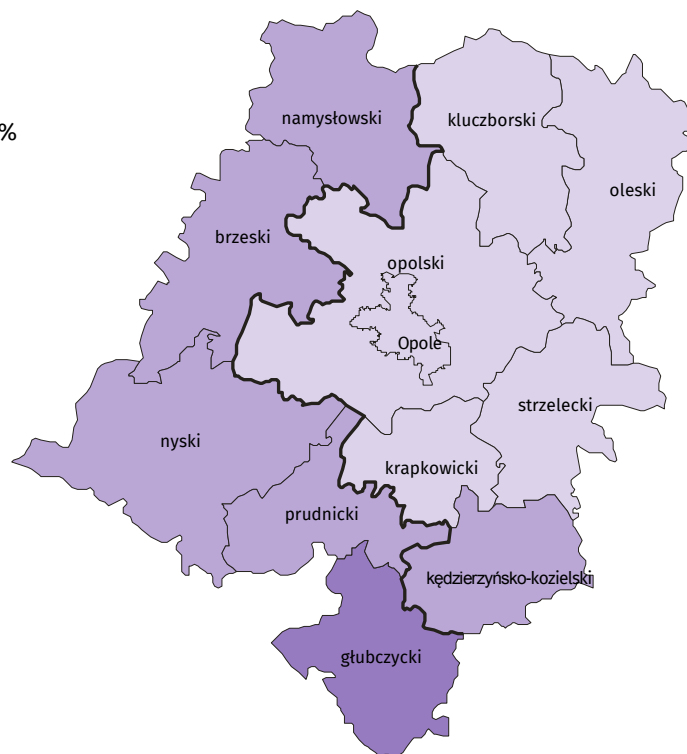 namysłowski
kluczborski
%
oleski
brzeski
opolski
Opole
strzelecki
nyski
krapkowicki
prudnicki
kędzierzyńsko-kozielski
głubczycki